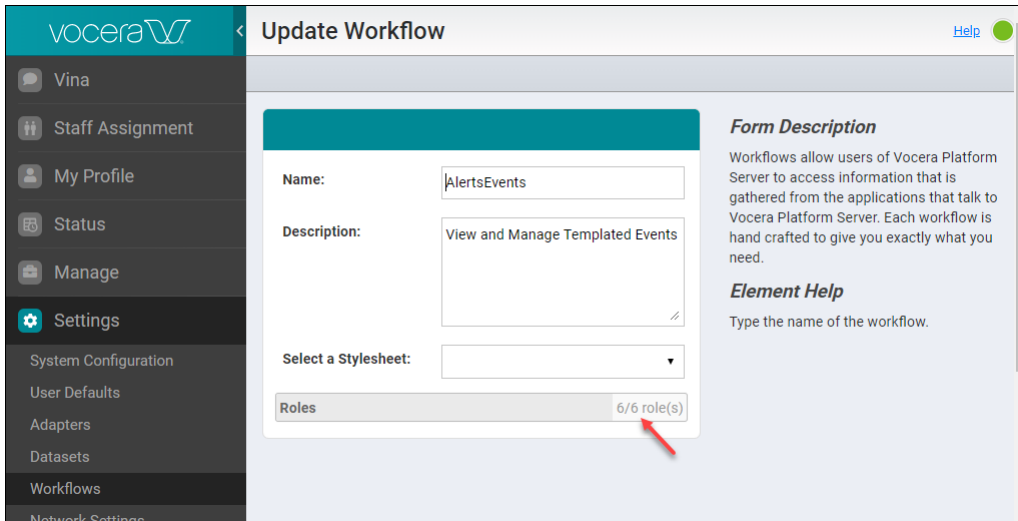 vocera
Update Workflow
Help
Vina
Staff Assignment
My Profile
Status
Manage
Settings
System Configuration
User Defaults
Adapters
Datasets
Workflows
Network Settings
Name:
AlertsEvents
Description:
View and Manage Templated Events
Select a Stylesheet:
Roles
6/6 role(s)
Form Description
Workflows allow users of Vocera Platform
Server to access information that is
gathered from the applications that talk to
Vocera Platform Server. Each workflow is
hand crafted to give you exactly what you
need.
Element Help
Type the name of the workflow.